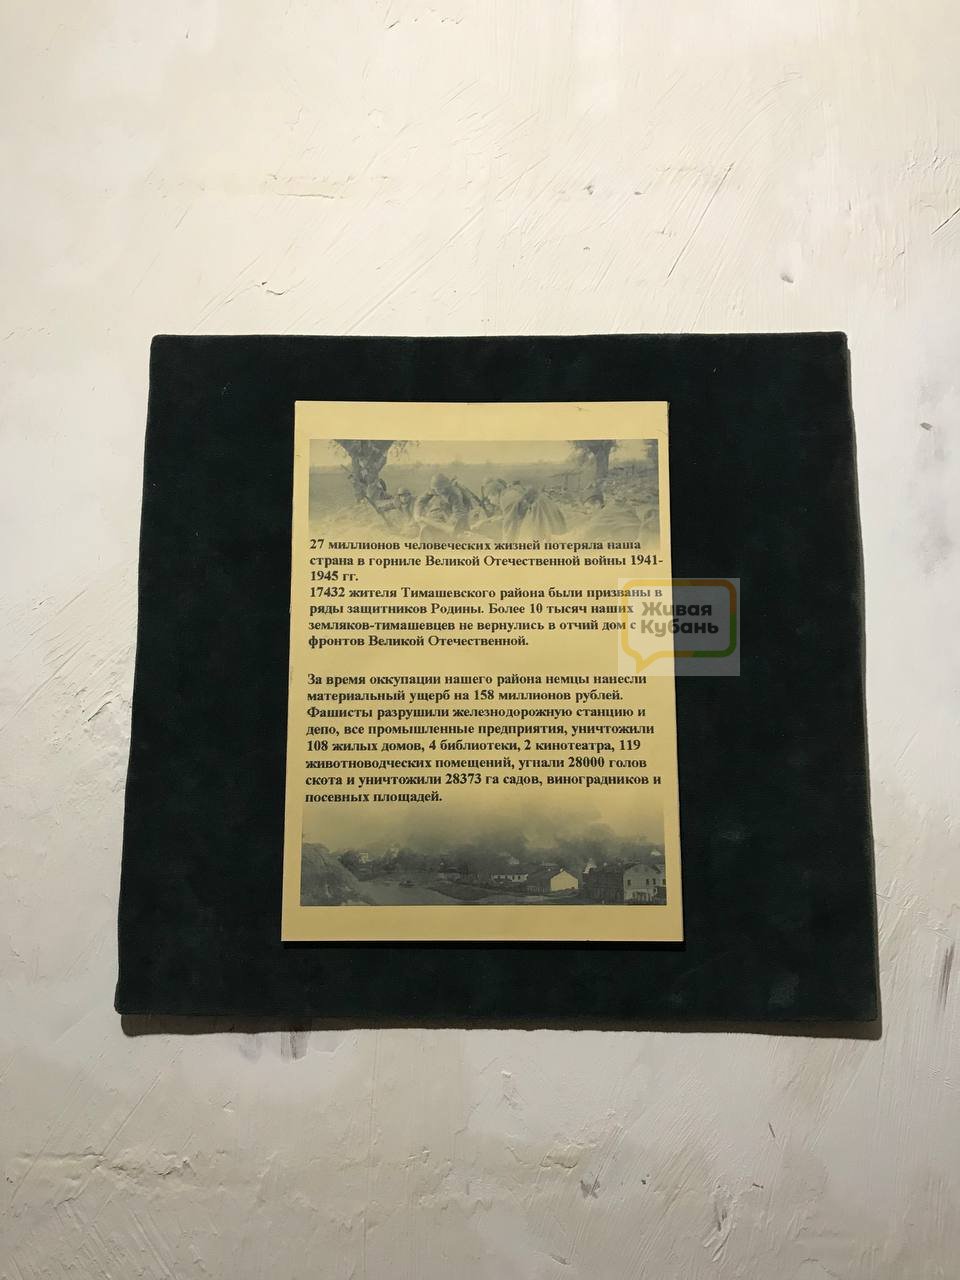 27 миллионов человеческих жизней потеряла наша
страна в горниле Великой Отечественной войны 1941-
1945 гг.
17432 жителя Тимашевского района были призваны в
ряды защитников Родины. Более 10 тысяч наших
земляков-тимашевцев не вернулись в отчий дом с
фронтов Великой Отечественной.
Живая
Кубань
За время оккупации нашего района немцы нанесли
материальный ущерб на 158 миллионов рублей.
Фашисты разрушили железнодорожную станцию и
депо, все промышленные предприятия, уничтожили
108 жилых домов, 4 библиотеки, 2 кинотеатра, 119
животноводческих помещений, угнали 28000 голов
скота и уничтожили 28373 га садов, виноградников и
посевных площадей.